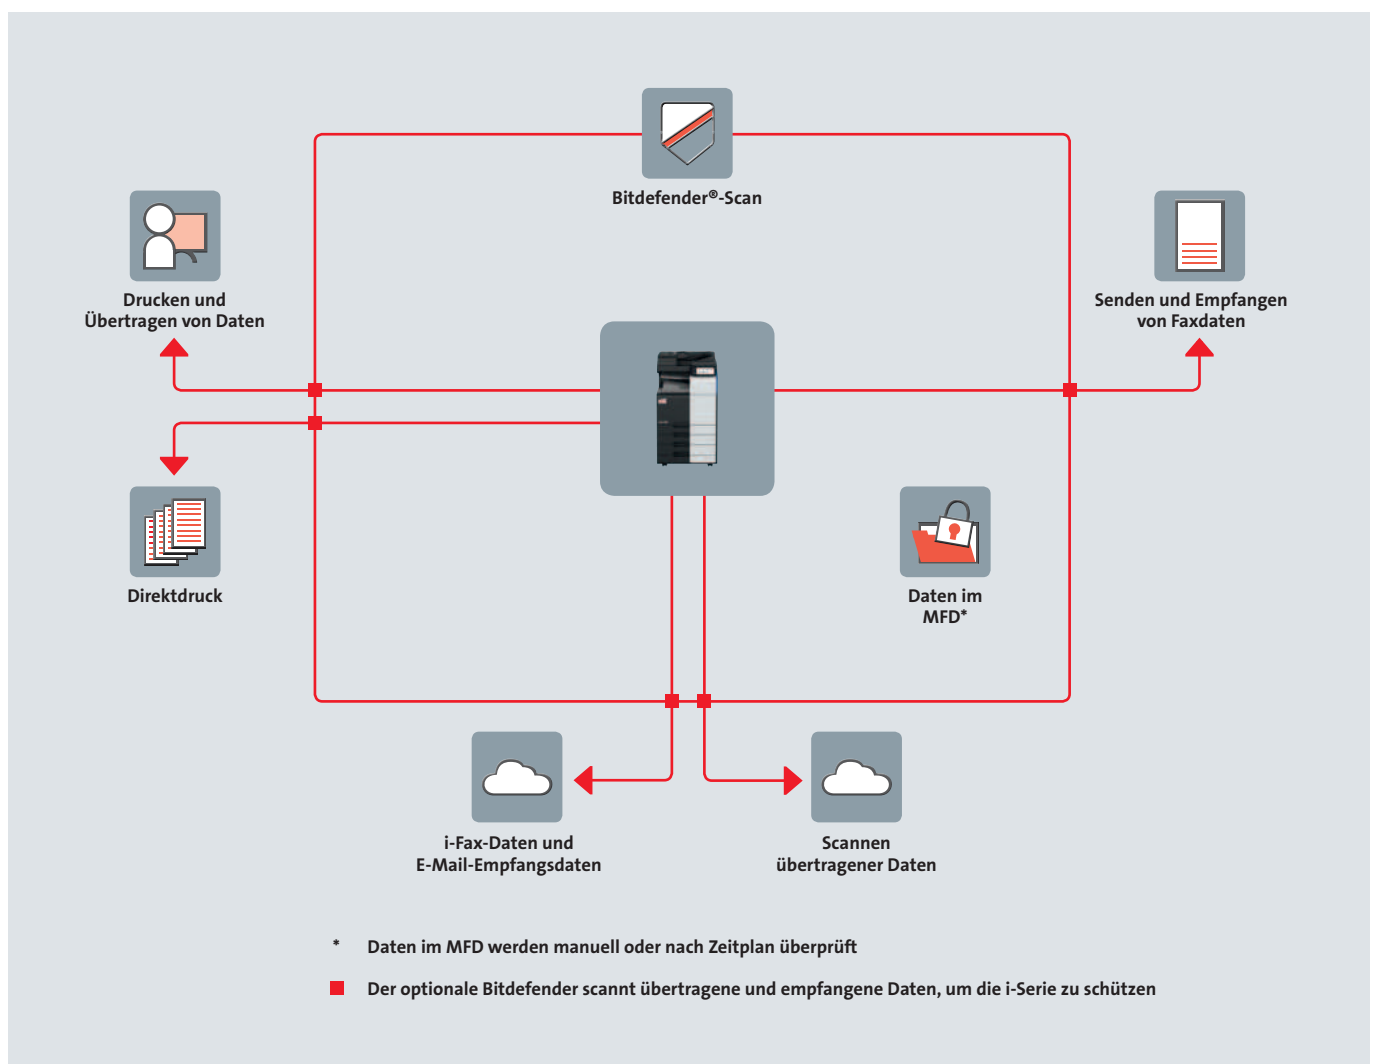 Bitdefender®-Scan
Drucken und
Übertragen von Daten
Senden und Empfangen
von Faxdaten
Direktdruck
Daten im
MFD*
i-Fax-Daten und
E-Mail-Empfangsdaten
Scannen
übertragener Daten
* Daten im MFD werden manuell oder nach Zeitplan überprüft
Der optionale Bitdefender scannt übertragene und empfangene Daten, um die i-Serie zu schützen